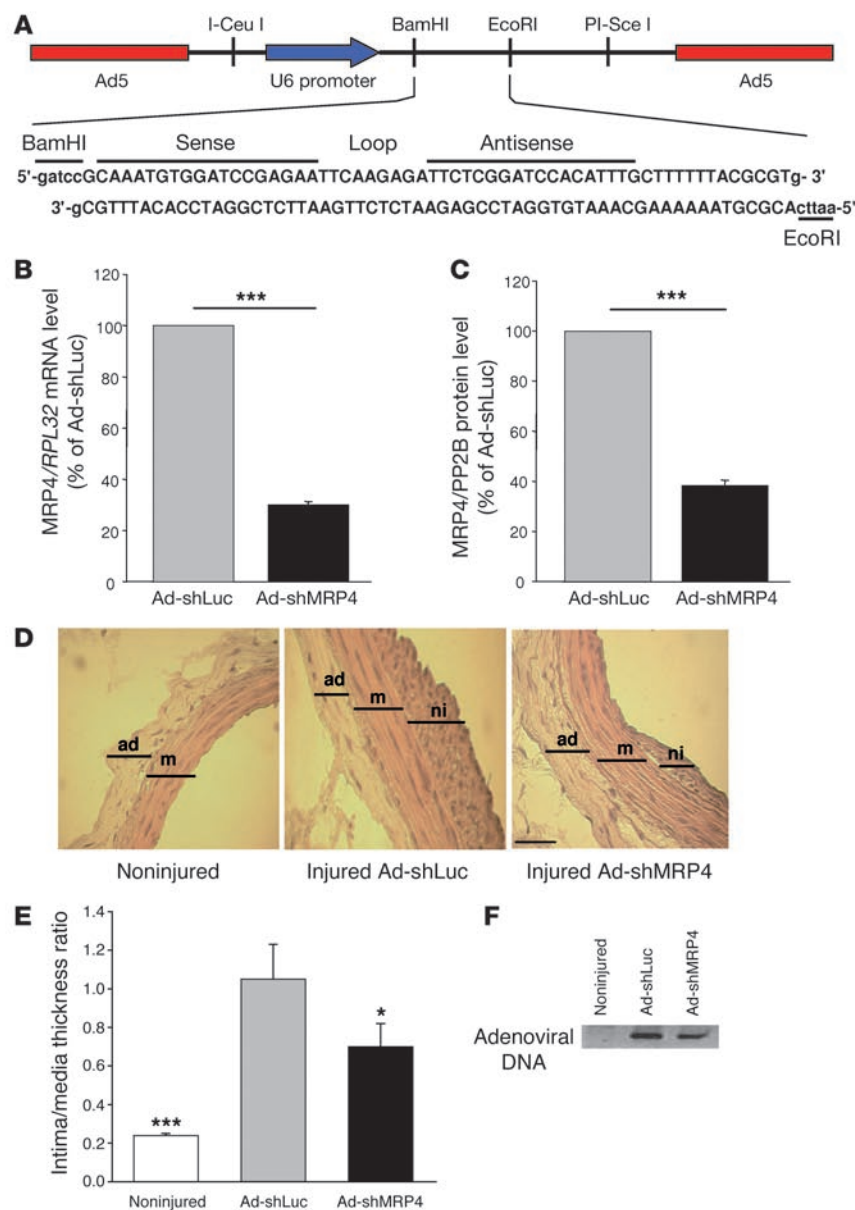 A
I-Ceu I BamHI EcoRI PI-Sce I
Ad5 U6 promoter Ad5
BamHI Sense Loop Antisense
5'-gatccGCAAATGTGGATCCGAGAATTCAAGAGATTCTCGGATCCACATTTGCTTTTTTACGCGTg- 3'
3'-gCGTTTACACCTAGGCTCTTAAGTTCTCTAAGAGCCTAGGTGTAAACGAAAAAATGCGCActtaa-5'
EcoRI
B
MRP4/RPL32 mRNA level
(% of Ad-shLuc)
120
100
80
60
40
20
0
***
Ad-shLuc Ad-shMRP4
C
MRP4/PP2B protein level
(% of Ad-shLuc)
120
100
80
60
40
20
0
***
Ad-shLuc Ad-shMRP4
D
ad m
ad m ni
ad m ni
Noninjured Injured Ad-shLuc Injured Ad-shMRP4
E
Intima/media thickness ratio
1.4
1.2
1.0
0.8
0.6
0.4
0.2
0.0
***
*
Noninjured Ad-shLuc Ad-shMRP4
F
Noninjured
Ad-shLuc
Ad-shMRP4
Adenoviral
DNA